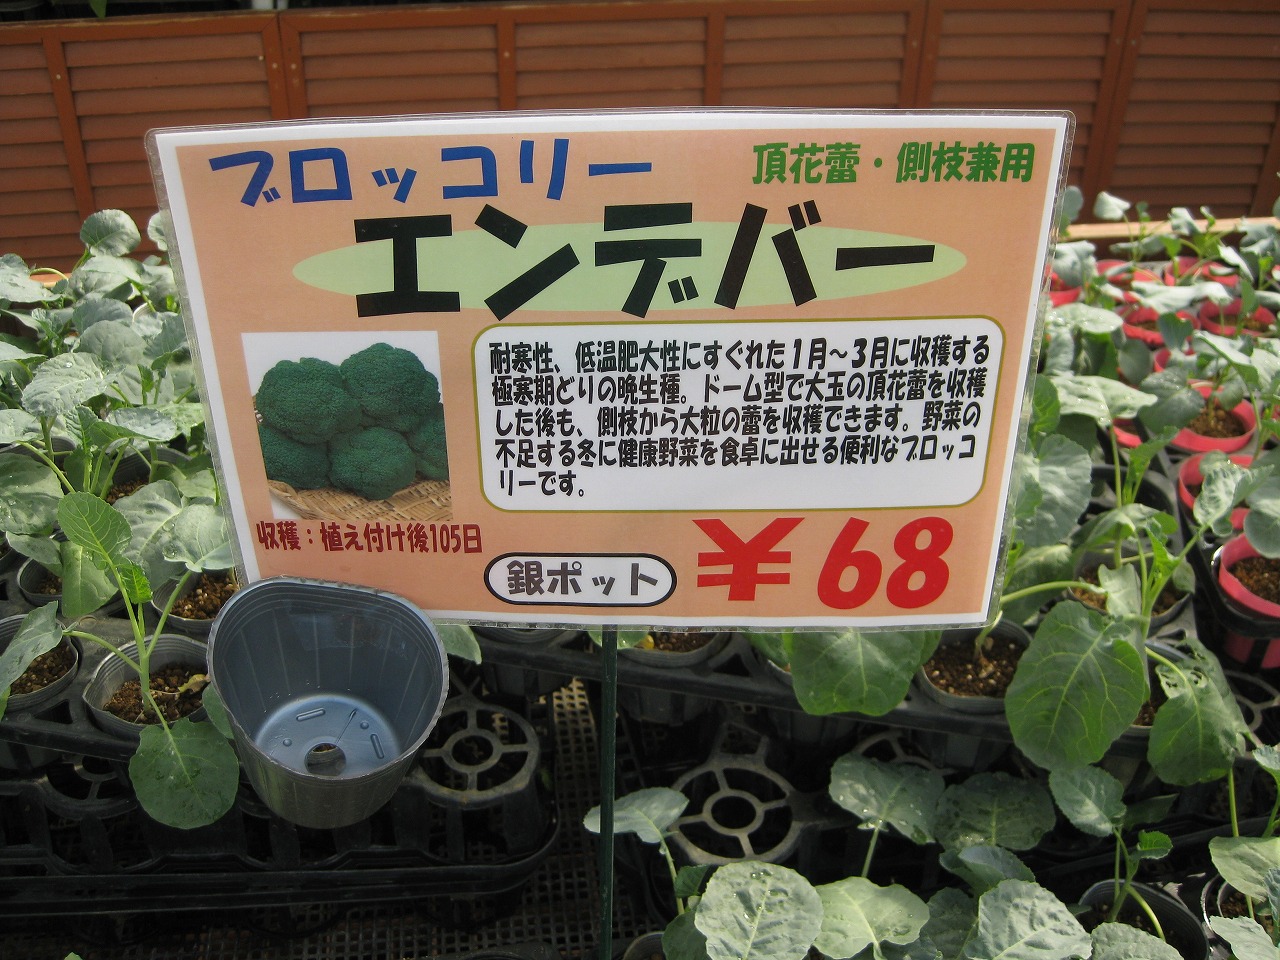 ブロッコリー
頂花蕾・側枝兼用
エンデバー
耐寒性、低温肥大性にすぐれた1月～3月に収穫する
極寒期どりの晩生種。ドーム型で大玉の頂花蕾を収穫
した後も、側枝から大粒の蕾を収穫できます。野菜の
不足する冬に健康野菜を食卓に出せる便利なブロッコ
リーです。
収穫：植え付け後105日
銀ポット
￥68